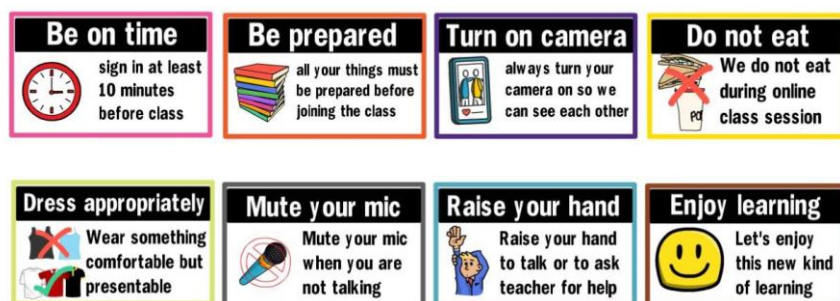 Be on time
sign in at least
10 minutes
before class
Be prepared
all your things must
be prepared before
joining the class
Turn on camera
always turn your
camera on so we
can see each other
Do not eat
We do not eat
during online
class session
Dress appropriately
Wear something
comfortable but
presentable
Mute your mic
Mute your mic
when you are
not talking
Raise your hand
Raise your hand
to talk or to ask
teacher for help
Enjoy learning
Let's enjoy
this new kind
of learning